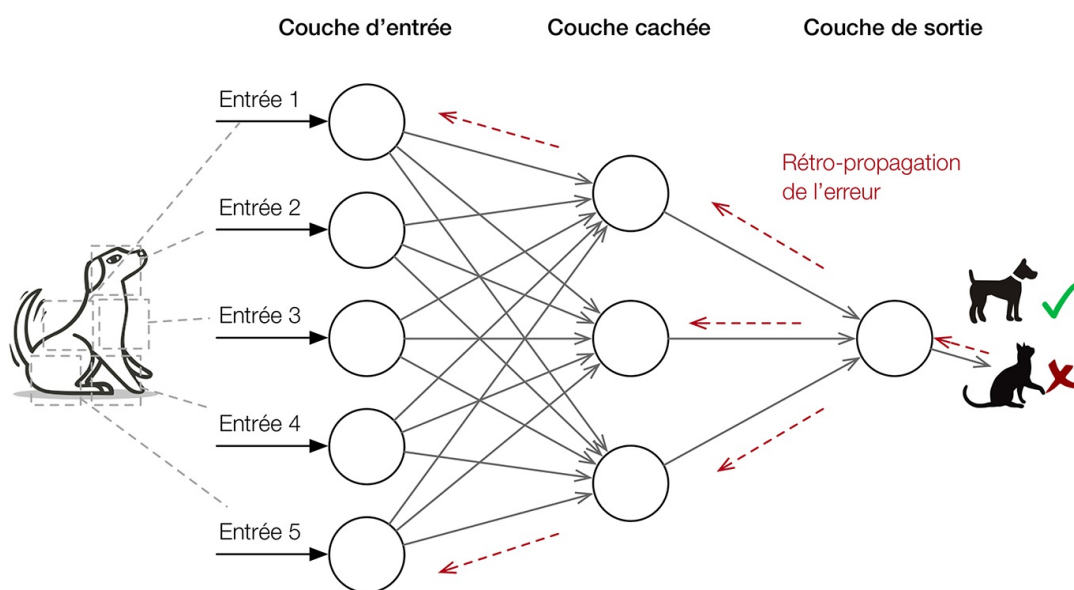 Couche d’entrée
Couche cachée
Couche de sortie
Entrée 1
Entrée 2
Entrée 3
Entrée 4
Entrée 5
Rétro-propagation
de l’erreur